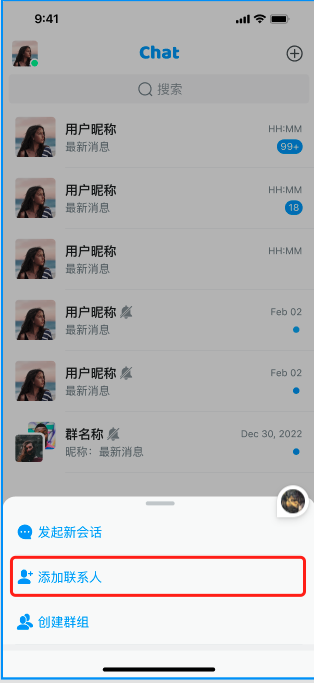 9:41
Chat
搜索
用户昵称 HH:MM
最新消息 99+
用户昵称 HH:MM
最新消息 18
用户昵称 HH:MM
最新消息
用户昵称 Feb 02
最新消息
用户昵称 Feb 02
最新消息
群名称 Dec 30, 2022
昵称：最新消息
发起新会话
添加联系人
创建群组